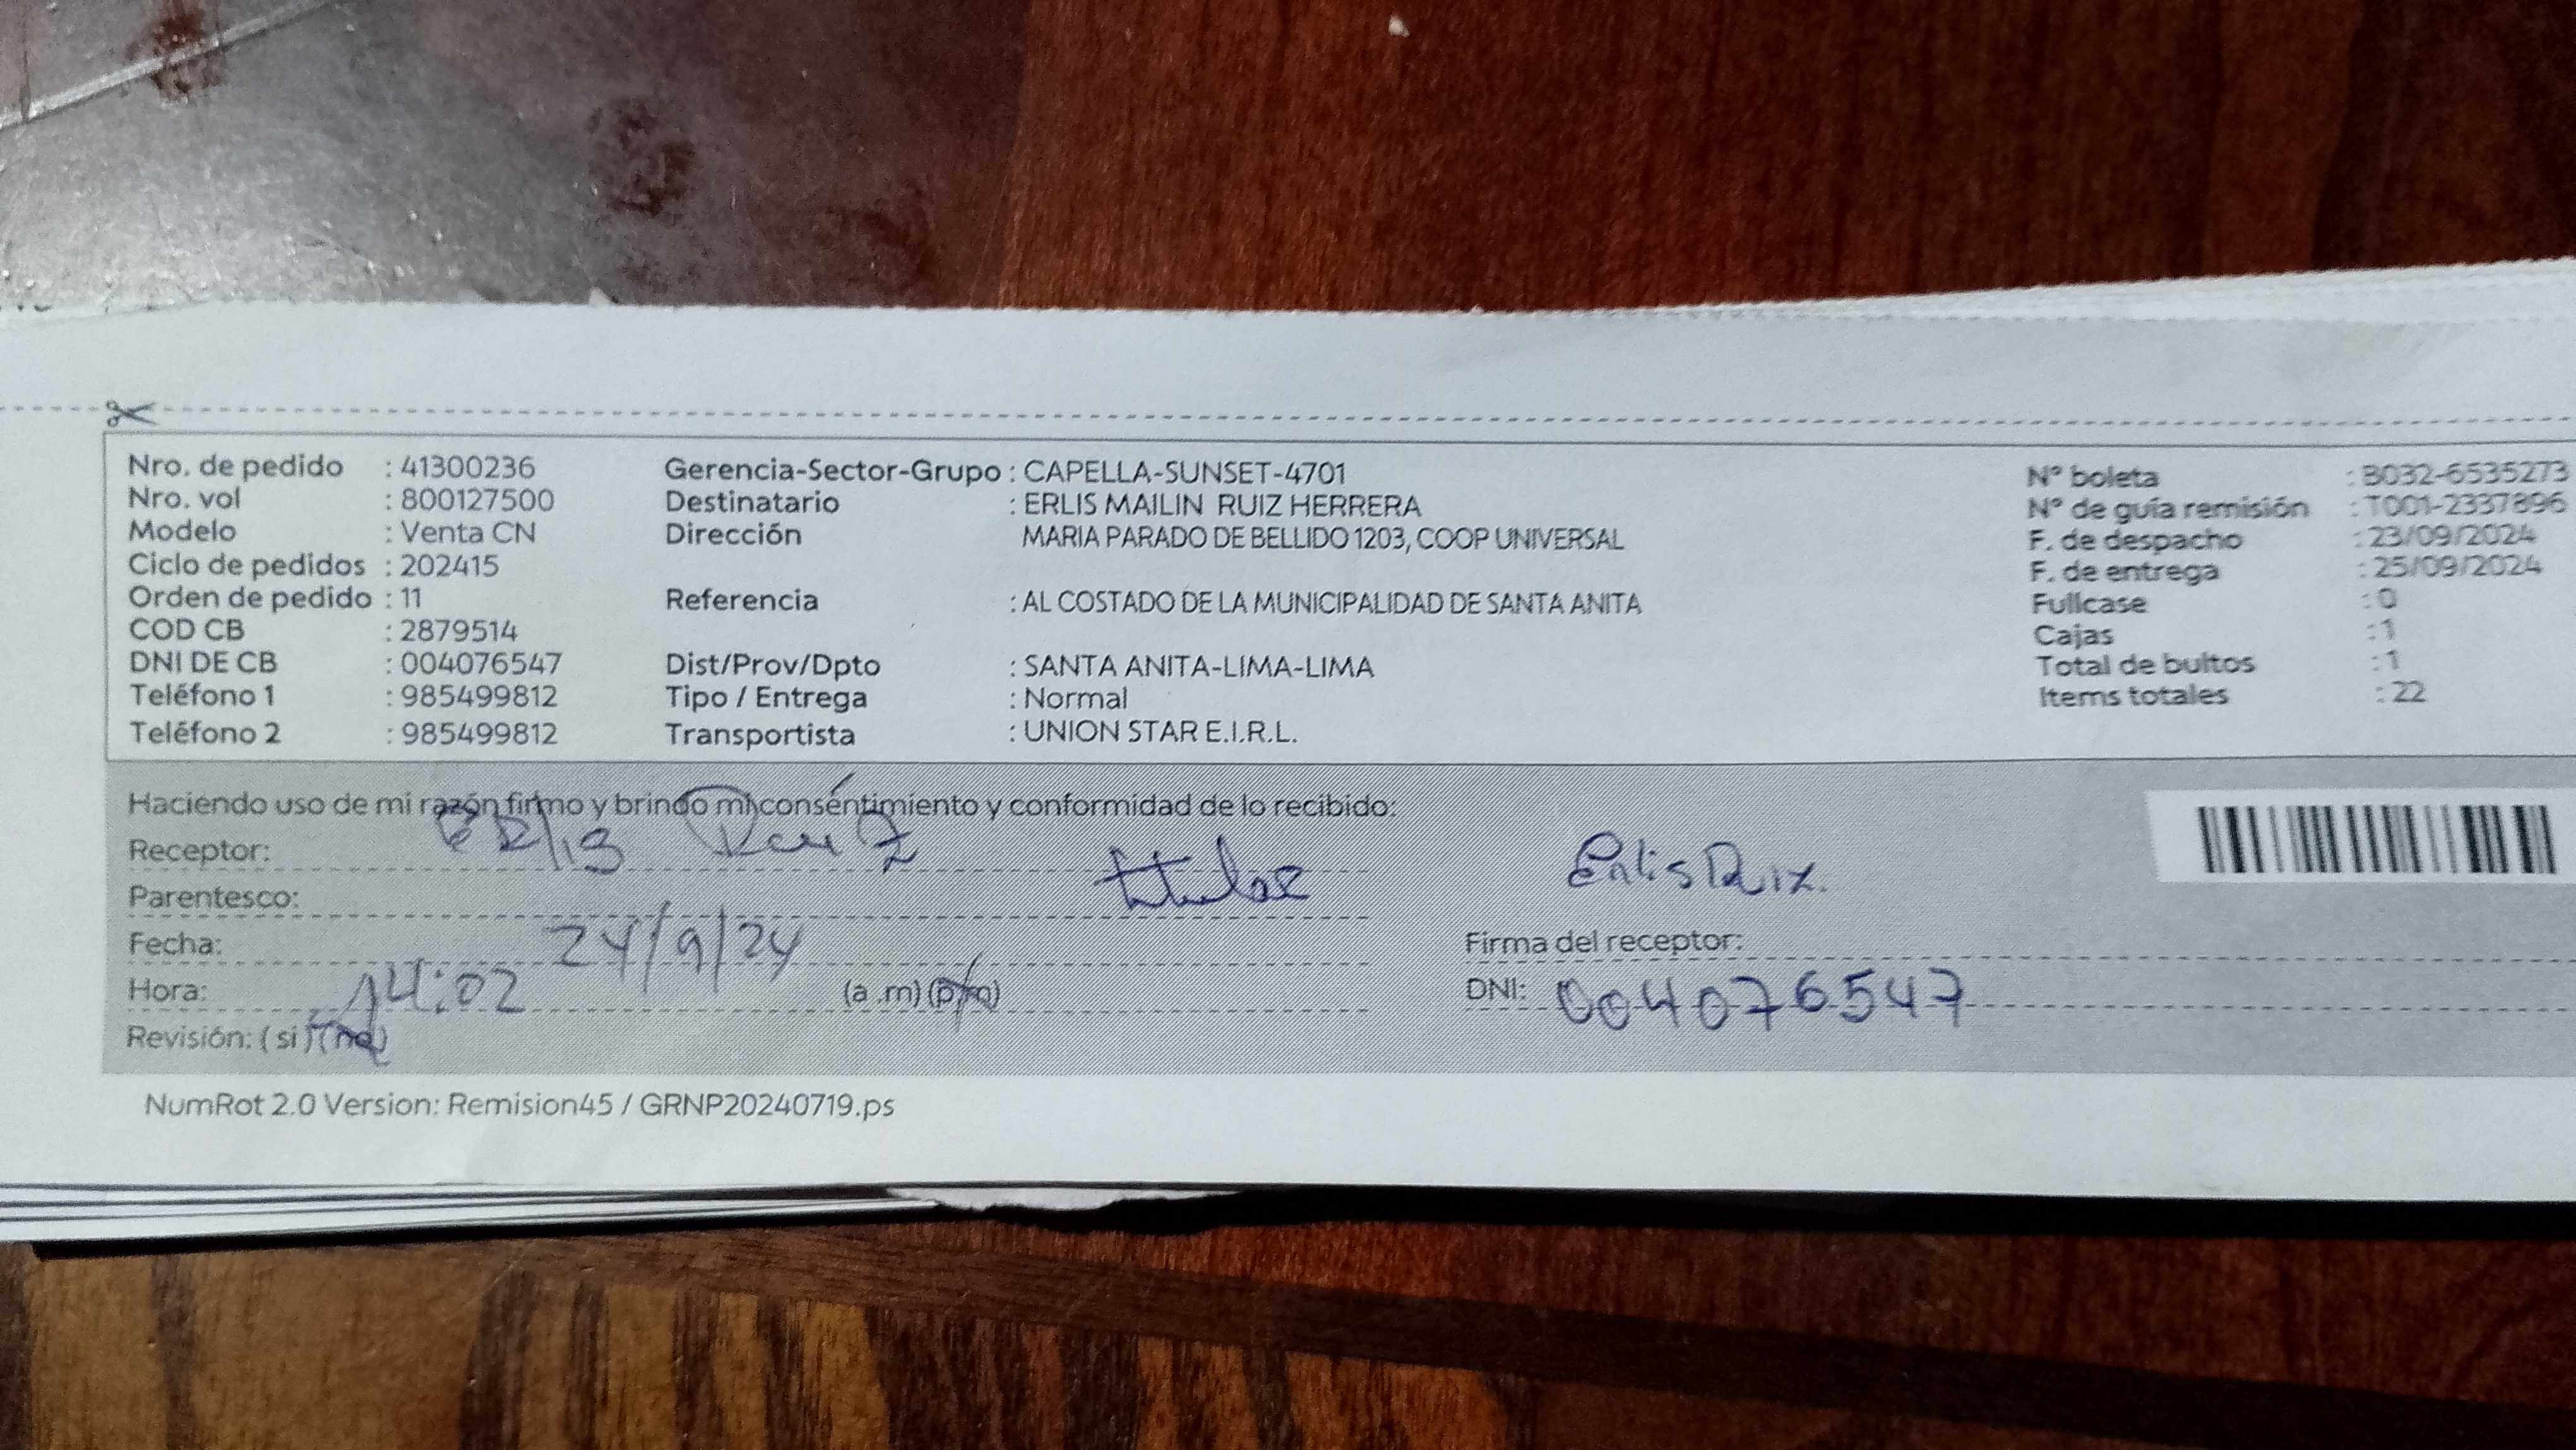 Nro. de pedido : 41300236 Gerencia-Sector-Grupo : CAPELLA-SUNSET-4701 N° boleta : B032-6535273
Nro. vol : 800127500 Destinatario : ERLIS MAILIN RUIZ HERRERA N° de guía remisión : T001-2337896
Modelo : Venta CN Dirección MARIA PARADO DE BELLIDO 1203, COOP UNIVERSAL F. de despacho : 23/09/2024
Ciclo de pedidos : 202415 F. de entrega : 25/09/2024
Orden de pedido : 11 Referencia : AL COSTADO DE LA MUNICIPALIDAD DE SANTA ANITA Fullcase : 0
COD CB : 2879514 Cajas : 1
DNI DE CB : 004076547 Dist/Prov/Dpto : SANTA ANITA-LIMA-LIMA Total de bultos : 1
Teléfono 1 : 985499812 Tipo / Entrega : Normal Items totales : 22
Teléfono 2 : 985499812 Transportista : UNION STAR E.I.R.L.
Haciendo uso de mi razón firmo y brindo mi consentimiento y conformidad de lo recibido:
Receptor: ERlis Ruiz
Parentesco: titular Erlis Ruiz.
Fecha: 24/9/24 Firma del receptor:
Hora: 14:02 (a .m) (p.m) DNI: 004076547
Revisión: ( si ) (no)
NumRot 2.0 Version: Remision45 / GRNP20240719.ps